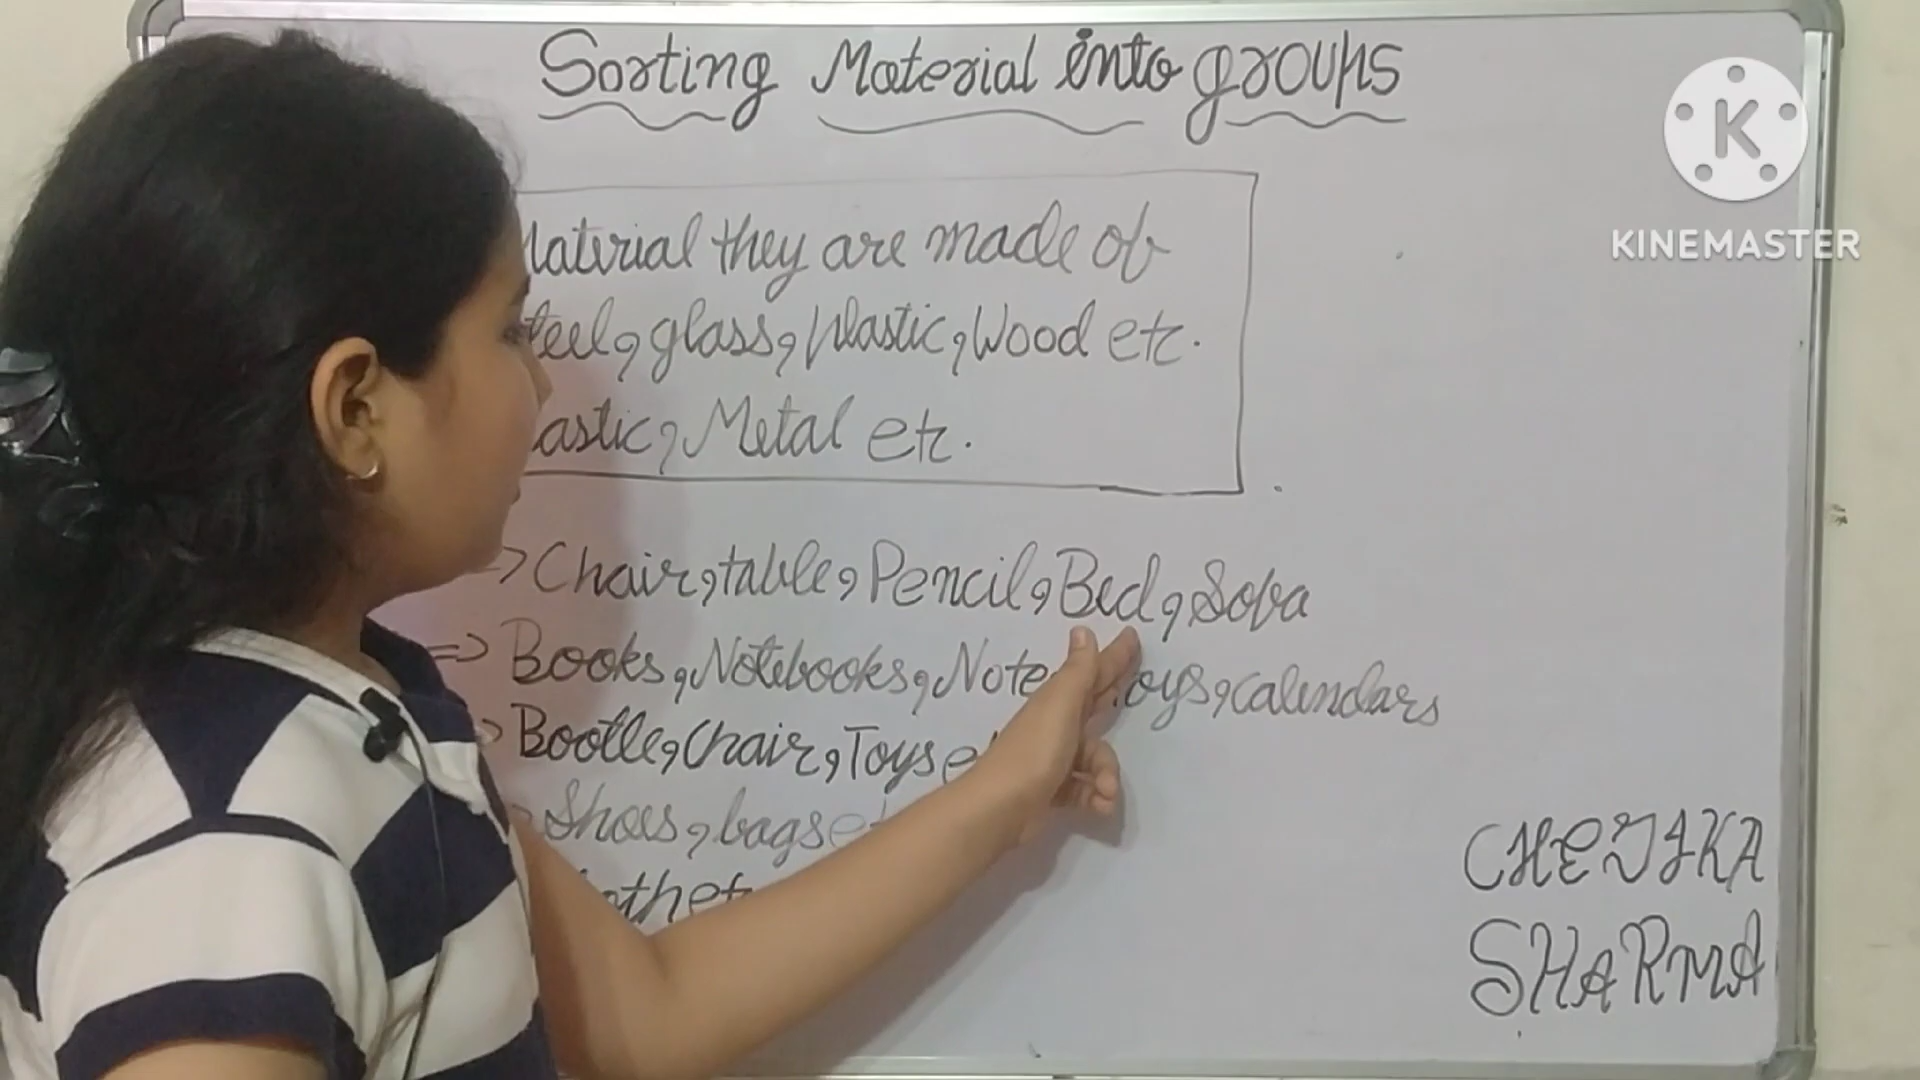 Sorting Material into groups
K
KINEMASTER
Material they are made of
teel, glass, plastic, Wood etc.
astic, Metal etc.
=> Chair, table, Pencil, Bed, Sofa
=> Books, Notebooks, Note oys, calendars
Bootle, Chair, Toys e
Shoes, bags et
CHETIKA
SHARMA